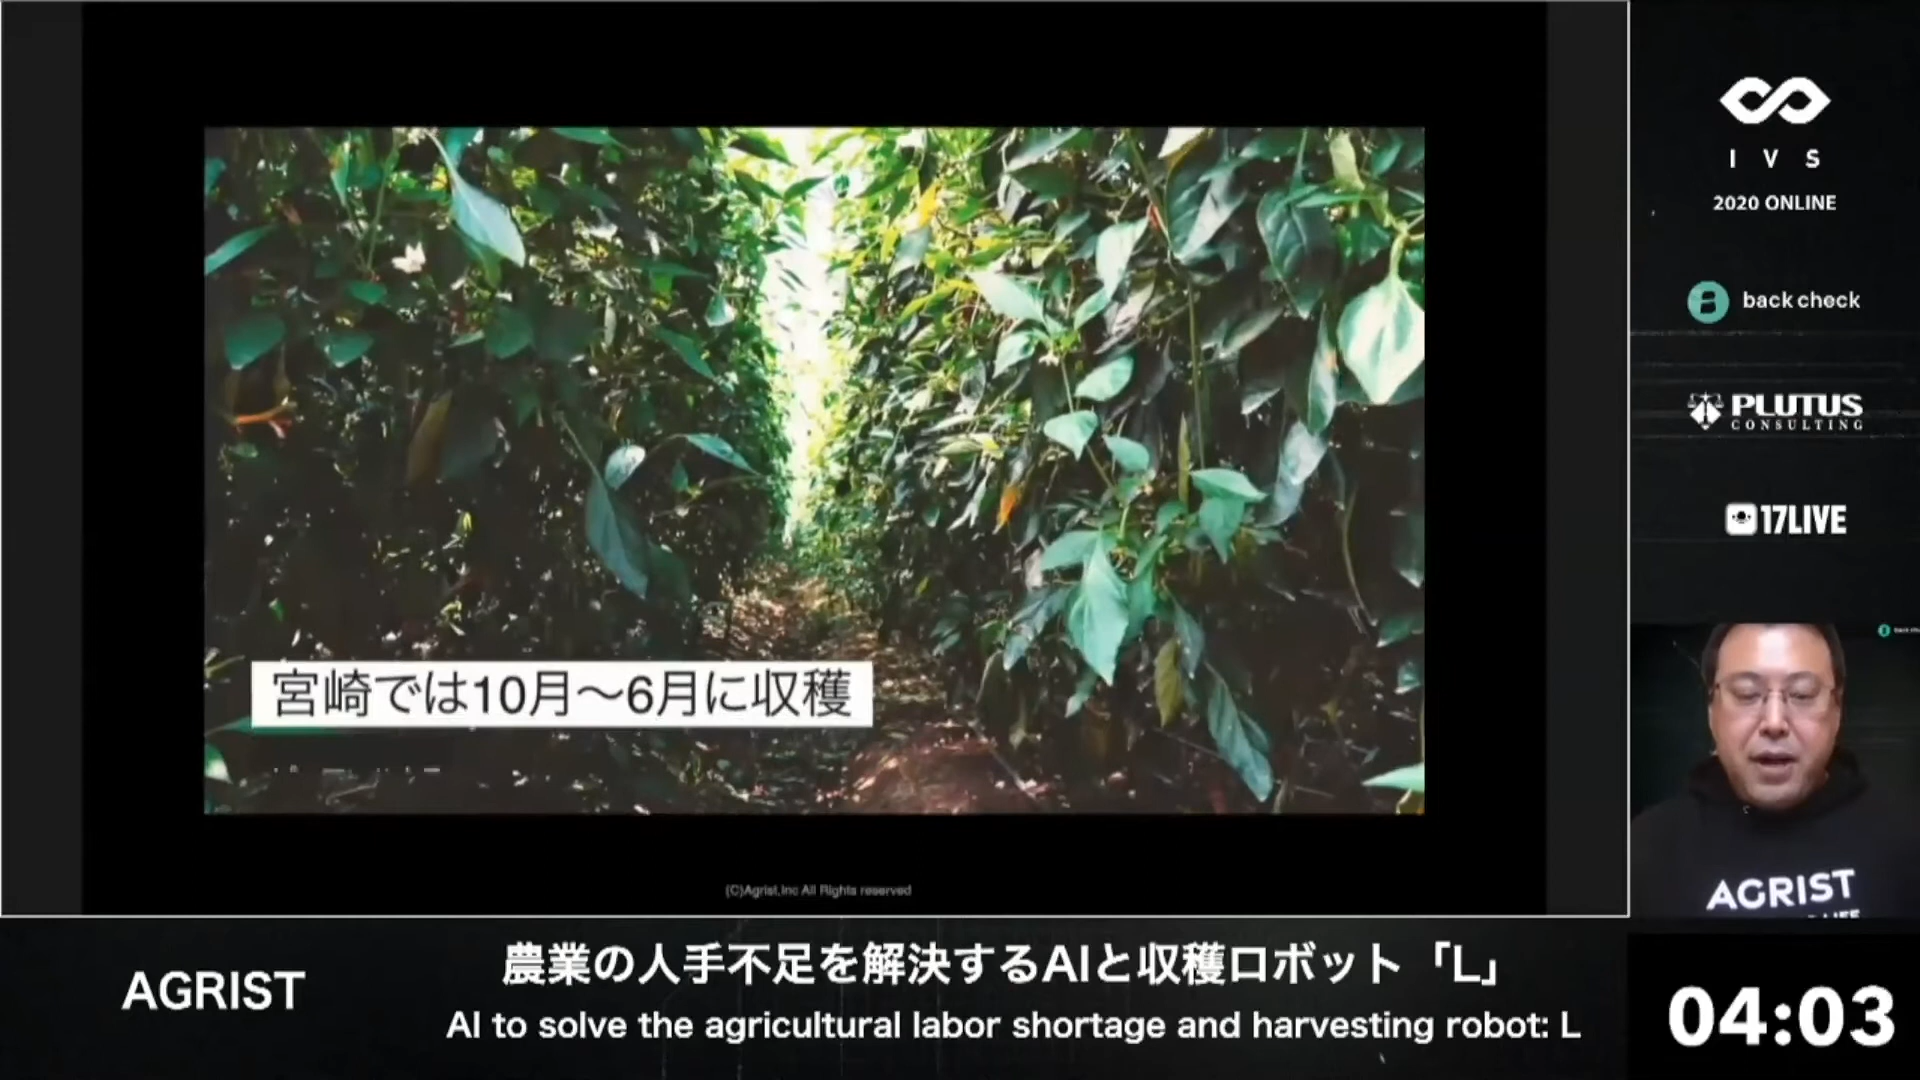 宮崎では10月～6月に収穫
(C)Agrist,Inc All Rights reserved
IVS
2020 ONLINE
back check
PLUTUS
CONSULTING
17LIVE
AGRIST
AGRIST
農業の人手不足を解決するAIと収穫ロボット「L」
AI to solve the agricultural labor shortage and harvesting robot: L
04:03